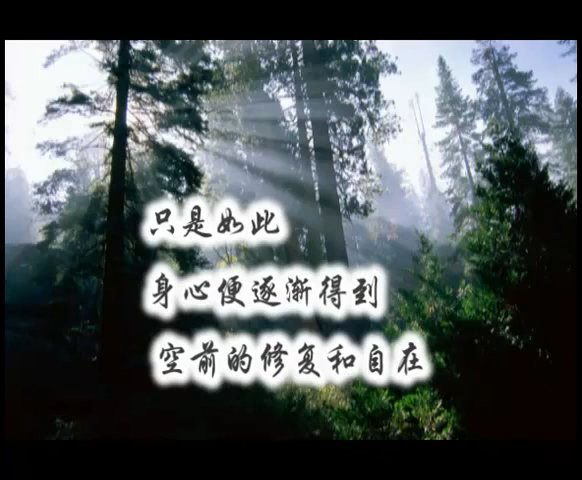 只是如此
身心便逐渐得到
空前的修复和自在